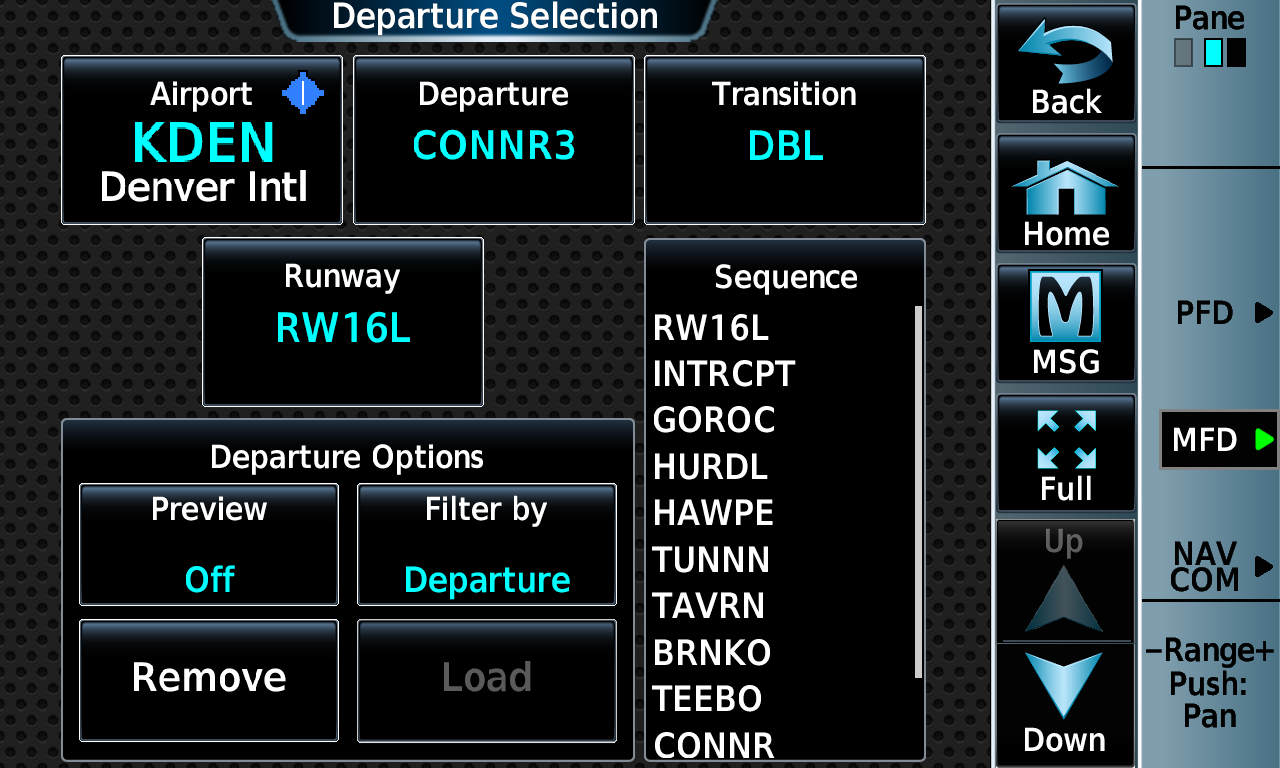 Departure Selection
Airport
KDEN
Denver Intl
Departure
CONNR3
Transition
DBL
Runway
RW16L
Sequence
RW16L
INTRCPT
GOROC
HURDL
HAWPE
TUNNN
TAVRN
BRNKO
TEEBO
CONNR
Departure Options
Preview
Off
Filter by
Departure
Remove
Load
Back
Home
M
MSG
Full
Up
Down
Pane
PFD
MFD
NAV
COM
–Range+
Push:
Pan